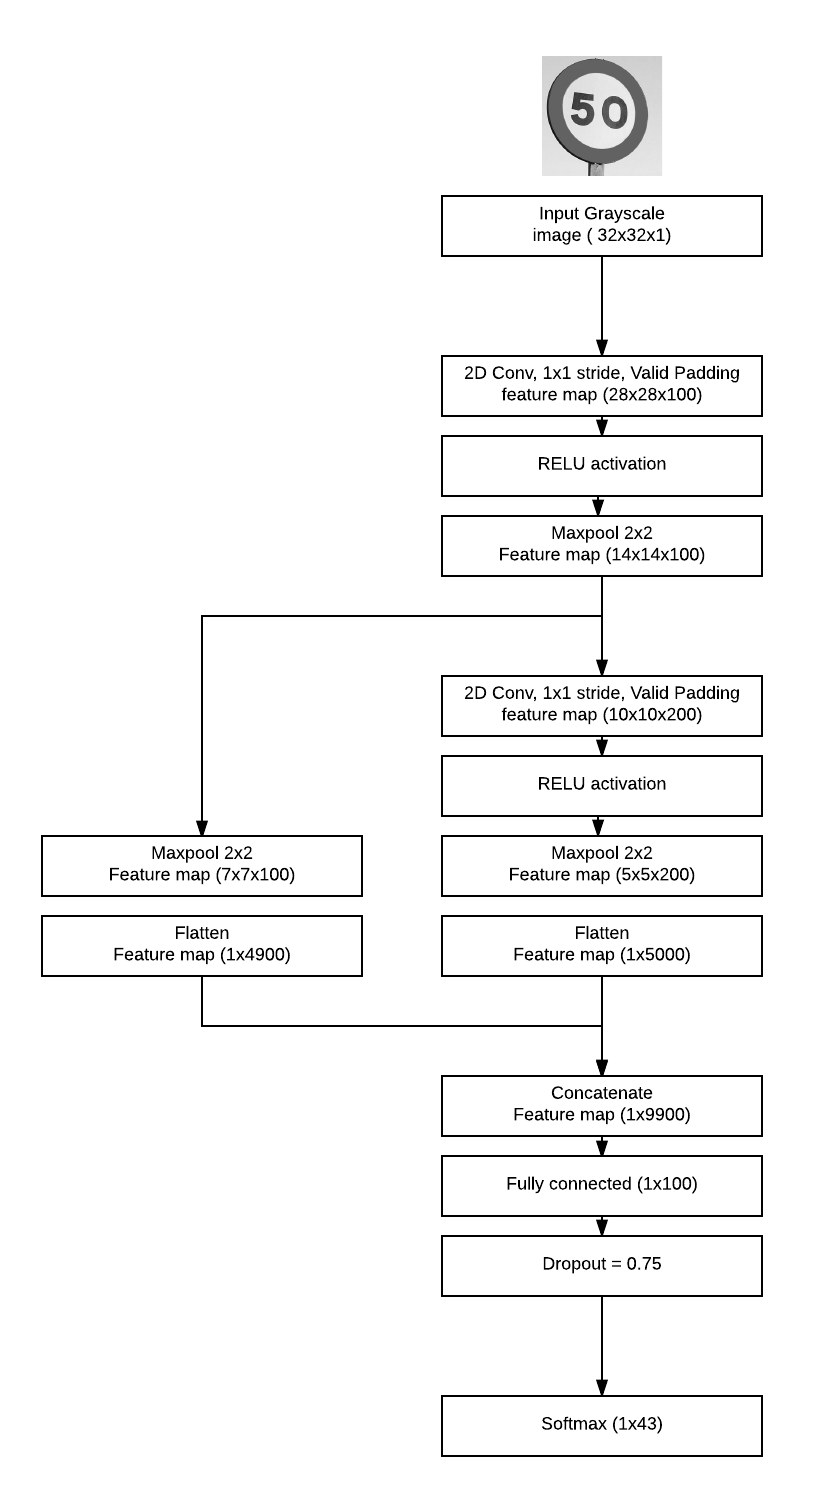 50
Input Grayscale
image ( 32x32x1)
2D Conv, 1x1 stride, Valid Padding
feature map (28x28x100)
RELU activation
Maxpool 2x2
Feature map (14x14x100)
2D Conv, 1x1 stride, Valid Padding
feature map (10x10x200)
RELU activation
Maxpool 2x2
Feature map (7x7x100)
Maxpool 2x2
Feature map (5x5x200)
Flatten
Feature map (1x4900)
Flatten
Feature map (1x5000)
Concatenate
Feature map (1x9900)
Fully connected (1x100)
Dropout = 0.75
Softmax (1x43)